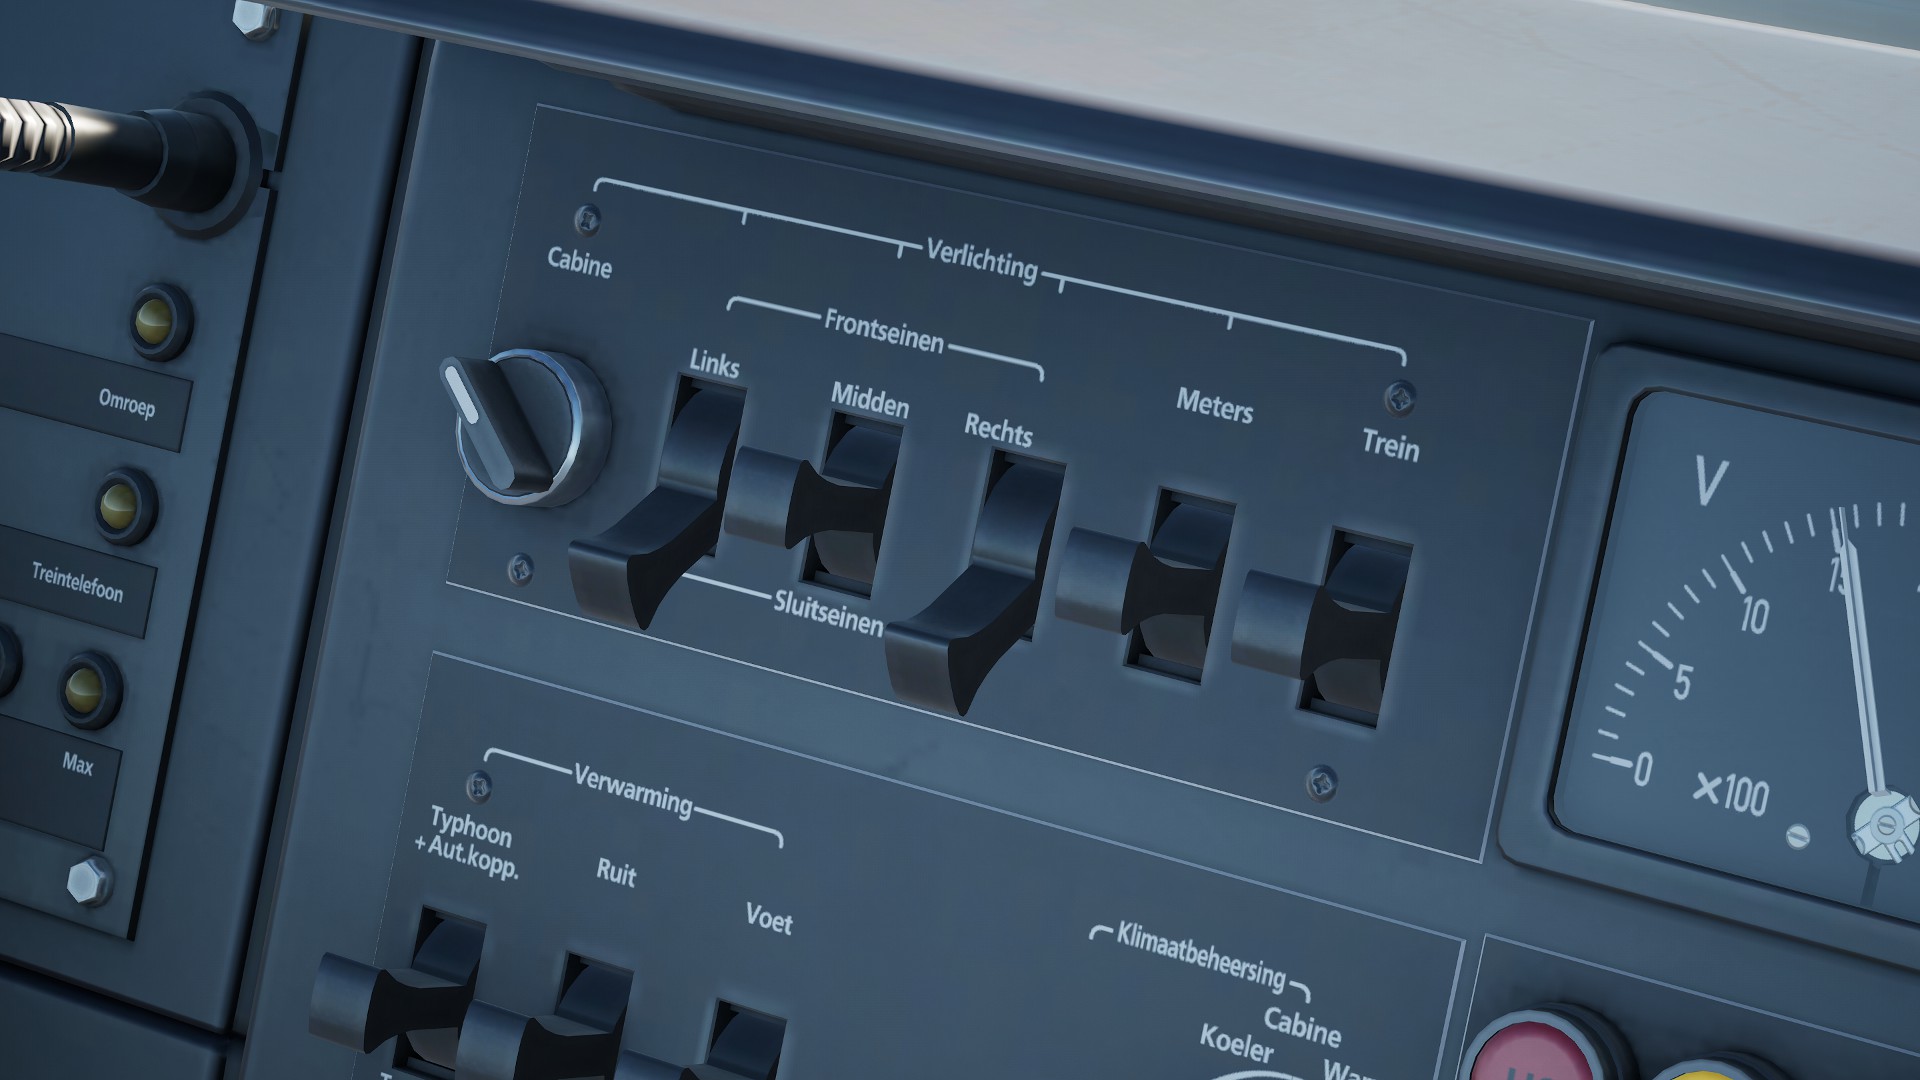 Verlichting
Cabine
Frontseinen
Links
Midden
Rechts
Meters
Trein
Sluitseinen
Omroep
Treintelefoon
Max
Verwarming
Typhoon
+Aut.kopp.
Ruit
Voet
Klimaatbeheersing
Cabine
Koeler
V
0
5
10
×100